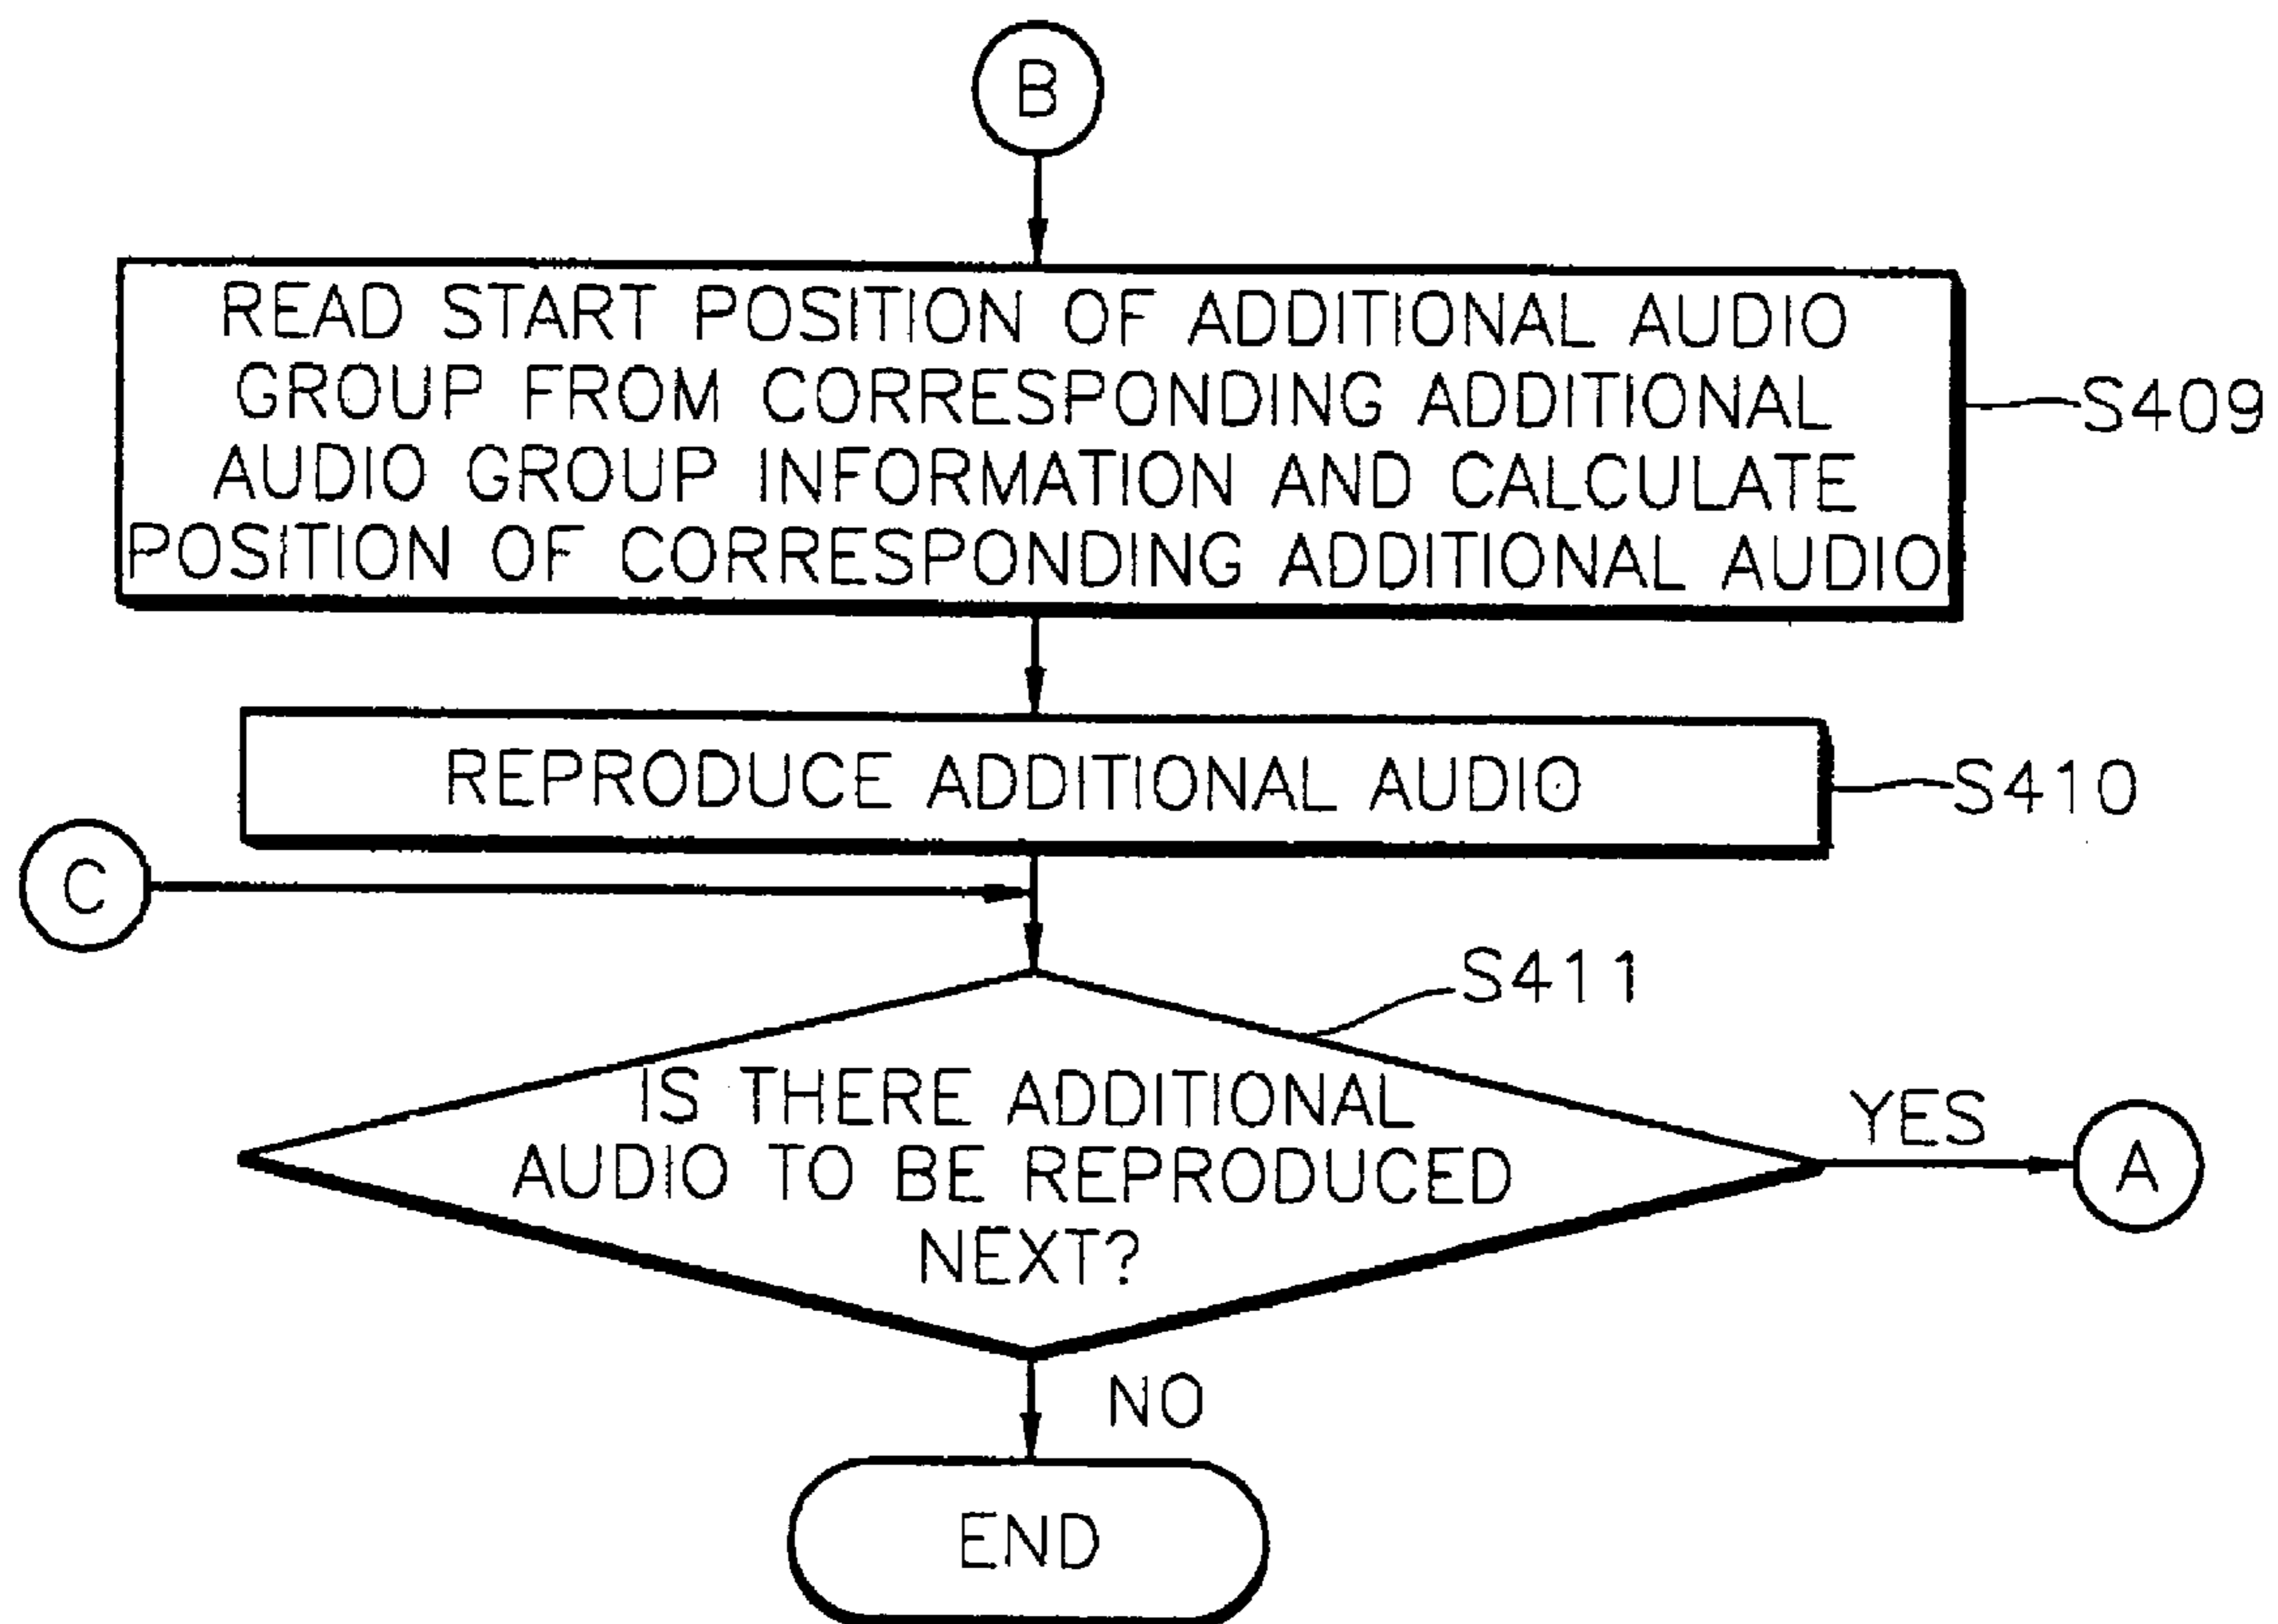 B
READ START POSITION OF ADDITIONAL AUDIO
GROUP FROM CORRESPONDING ADDITIONAL
AUDIO GROUP INFORMATION AND CALCULATE
POSITION OF CORRESPONDING ADDITIONAL AUDIO
S409
REPRODUCE ADDITIONAL AUDIO
S410
C
S411
IS THERE ADDITIONAL
AUDIO TO BE REPRODUCED
NEXT?
YES
A
NO
END